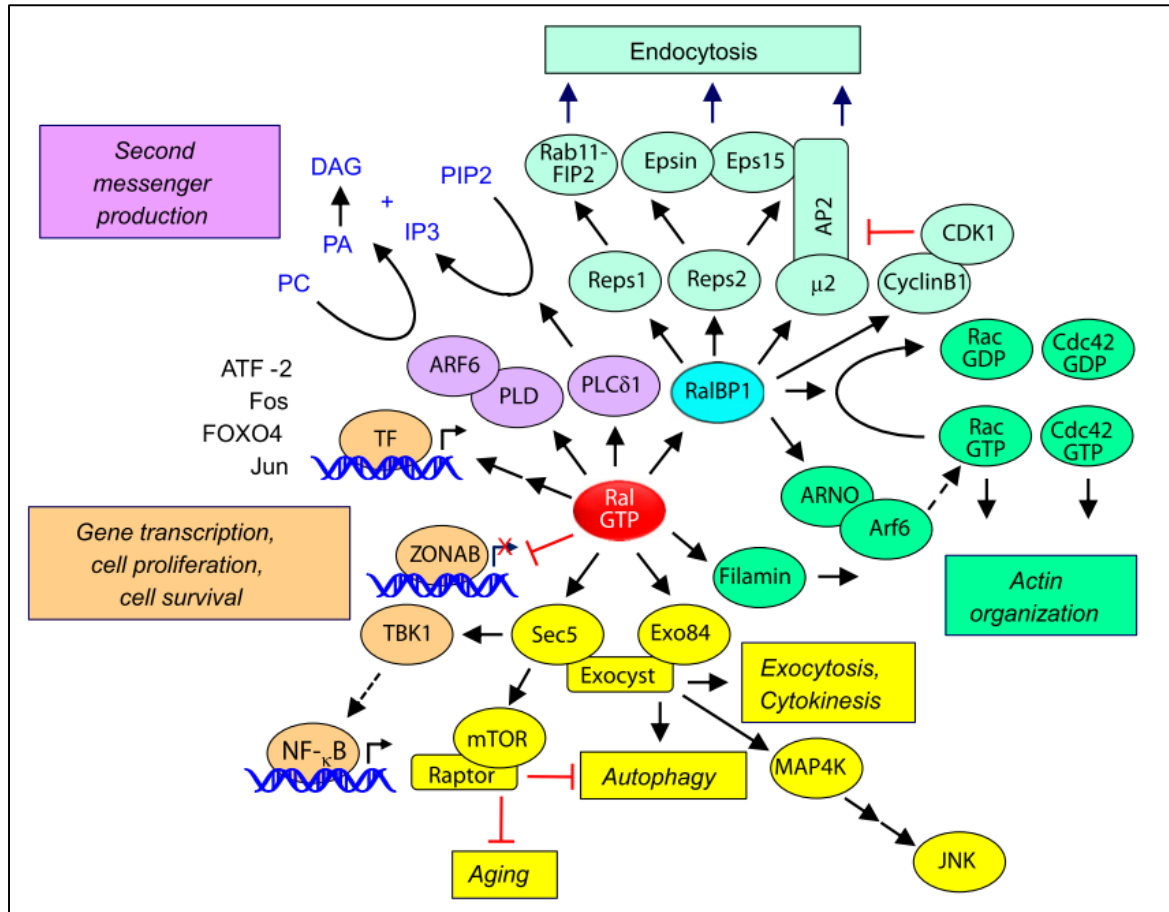 Endocytosis
Second
messenger
production
DAG
+
PIP2
PA
IP3
PC
Rab11-
FIP2
Epsin
Eps15
AP2
CDK1
Reps1
Reps2
μ2
CyclinB1
Rac
GDP
Cdc42
GDP
ATF -2
Fos
FOXO4
Jun
ARF6
PLD
PLCδ1
RalBP1
Rac
GTP
Cdc42
GTP
TF
Ral
GTP
ARNO
Arf6
Gene transcription,
cell proliferation,
cell survival
ZONAB
Filamin
Actin
organization
TBK1
Sec5
Exo84
Exocyst
Exocytosis,
Cytokinesis
NF-κB
mTOR
Raptor
Autophagy
MAP4K
Aging
JNK